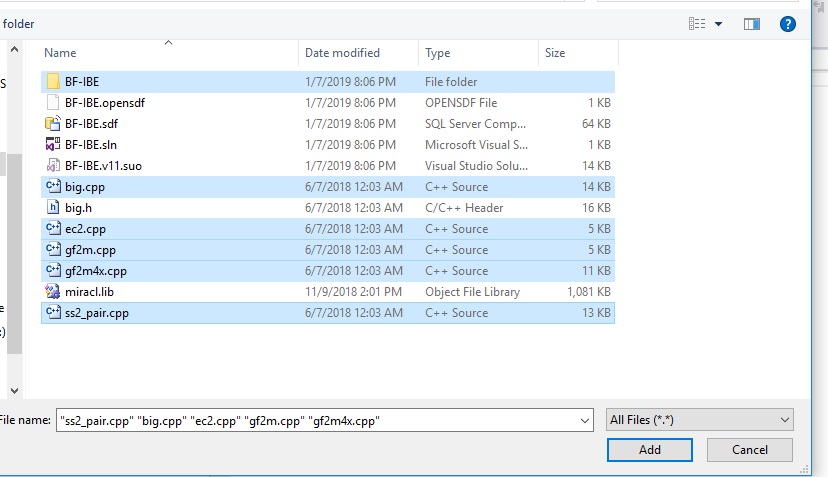 folder
Name Date modified Type Size
S
BF-IBE 1/7/2019 8:06 PM File folder
BF-IBE.opensdf 1/7/2019 8:06 PM OPENSDF File 1 KB
BF-IBE.sdf 1/7/2019 8:06 PM SQL Server Comp... 64 KB
BF-IBE.sln 1/7/2019 8:06 PM Microsoft Visual S... 1 KB
BF-IBE.v11.suo 1/7/2019 8:06 PM Visual Studio Solu... 14 KB
big.cpp 6/7/2018 12:03 AM C++ Source 14 KB
big.h 6/7/2018 12:03 AM C/C++ Header 16 KB
ec2.cpp 6/7/2018 12:03 AM C++ Source 5 KB
gf2m.cpp 6/7/2018 12:03 AM C++ Source 5 KB
gf2m4x.cpp 6/7/2018 12:03 AM C++ Source 11 KB
miracl.lib 11/9/2018 2:01 PM Object File Library 1,081 KB
e
ss2_pair.cpp 6/7/2018 12:03 AM C++ Source 13 KB
:)
File name: "ss2_pair.cpp" "big.cpp" "ec2.cpp" "gf2m.cpp" "gf2m4x.cpp" All Files (*.*)
Add Cancel